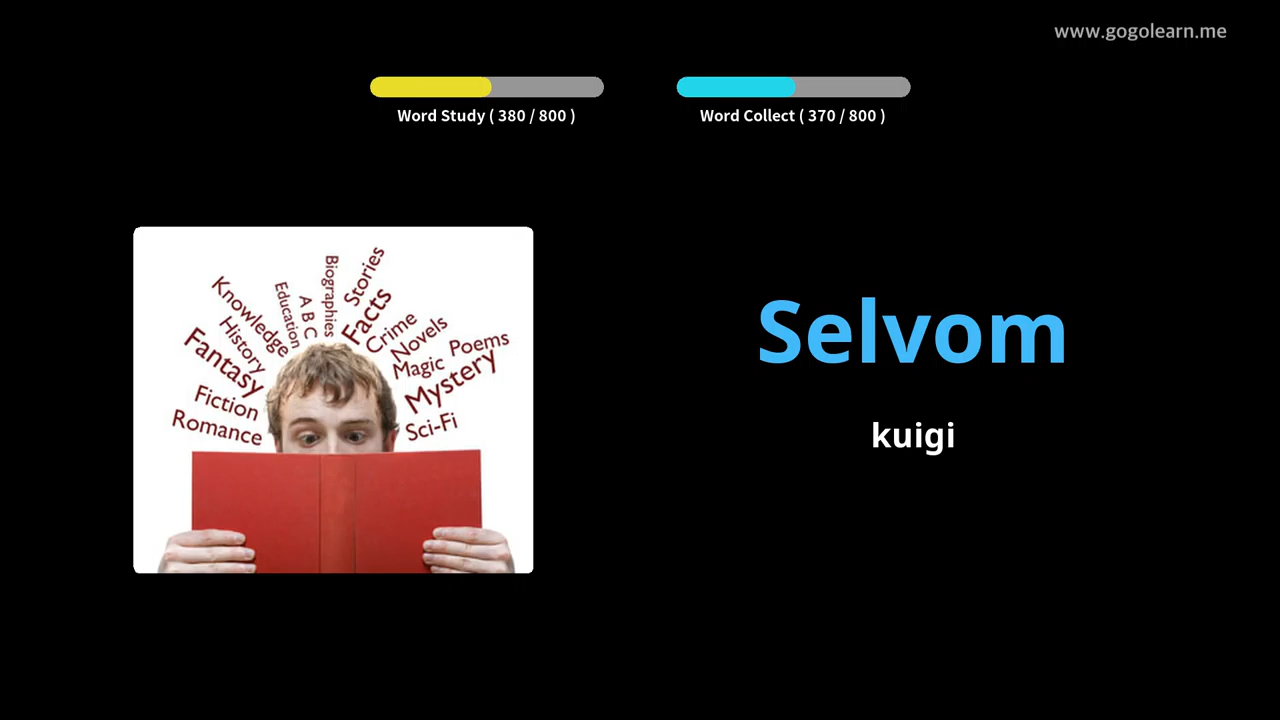 www.gogolearn.me
Word Study ( 380 / 800 )
Word Collect ( 370 / 800 )
Stories
Biographies
Facts
A B C
Education
Knowledge
Crime
Novels
History
Poems
Fantasy
Magic
Mystery
Fiction
Sci-Fi
Romance
Selvom
kuigi